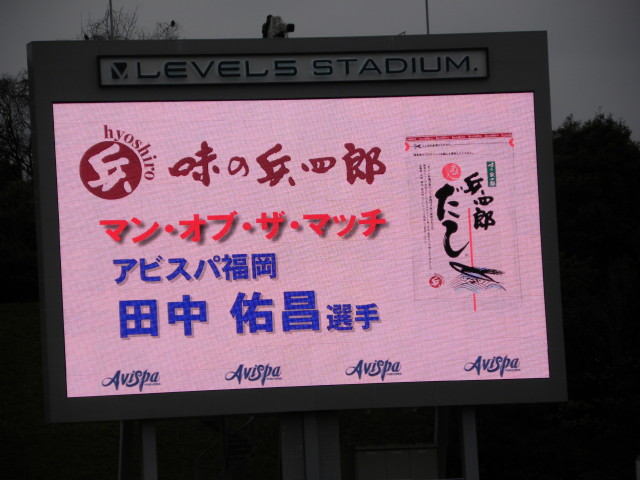 LEVEL5 STADIUM.
hyoshiro
兵
味の兵四郎
マン・オブ・ザ・マッチ
アビスパ福岡
田中 佑昌選手
兵四郎
だし
Avispa
Avispa
Avispa
Avispa